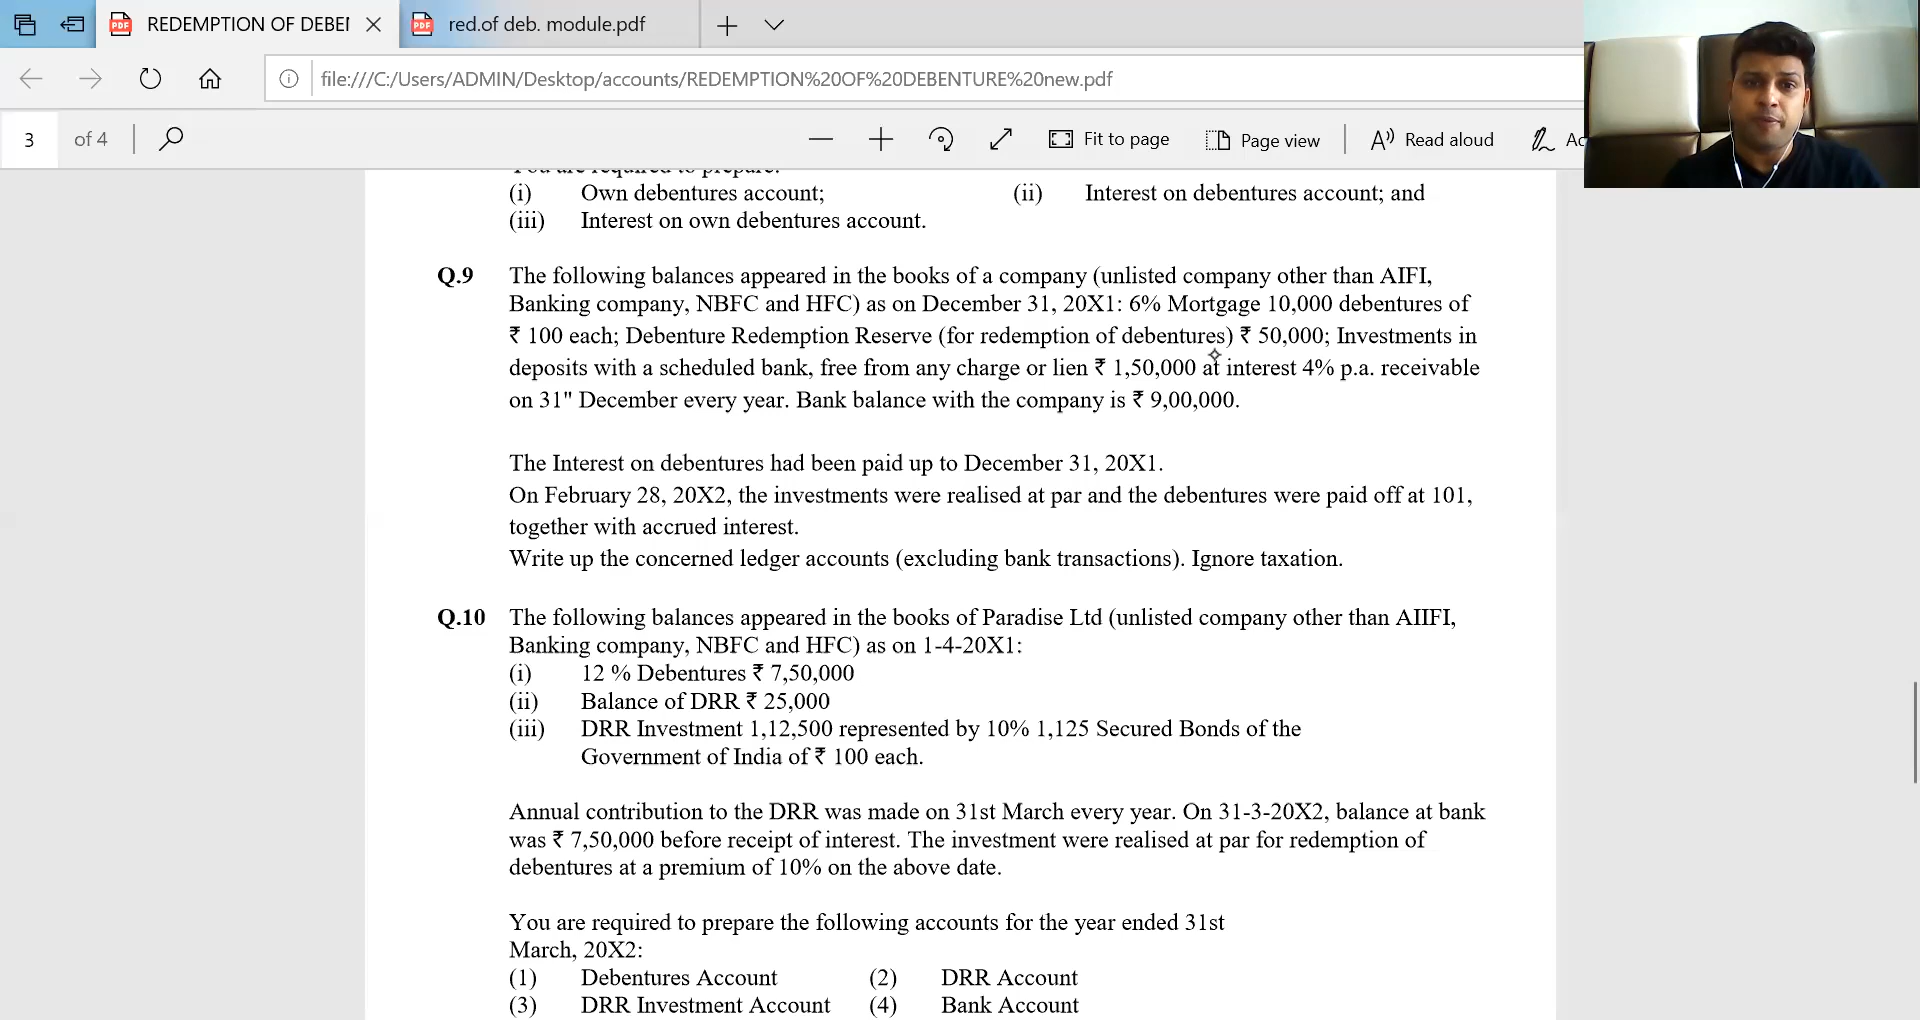 REDEMPTION OF DEBEI
red.of deb. module.pdf
file:///C:/Users/ADMIN/Desktop/accounts/REDEMPTION%20OF%20DEBENTURE%20new.pdf
3 of 4
Fit to page
Page view
Read aloud
Ac
You are required to prepare:
(i) Own debentures account; (ii) Interest on debentures account; and
(iii) Interest on own debentures account.
Q.9 The following balances appeared in the books of a company (unlisted company other than AIFI,
Banking company, NBFC and HFC) as on December 31, 20X1: 6% Mortgage 10,000 debentures of
₹ 100 each; Debenture Redemption Reserve (for redemption of debentures) ₹ 50,000; Investments in
deposits with a scheduled bank, free from any charge or lien ₹ 1,50,000 at interest 4% p.a. receivable
on 31" December every year. Bank balance with the company is ₹ 9,00,000.
The Interest on debentures had been paid up to December 31, 20X1.
On February 28, 20X2, the investments were realised at par and the debentures were paid off at 101,
together with accrued interest.
Write up the concerned ledger accounts (excluding bank transactions). Ignore taxation.
Q.10 The following balances appeared in the books of Paradise Ltd (unlisted company other than AIIFI,
Banking company, NBFC and HFC) as on 1-4-20X1:
(i) 12 % Debentures ₹ 7,50,000
(ii) Balance of DRR ₹ 25,000
(iii) DRR Investment 1,12,500 represented by 10% 1,125 Secured Bonds of the
Government of India of ₹ 100 each.
Annual contribution to the DRR was made on 31st March every year. On 31-3-20X2, balance at bank
was ₹ 7,50,000 before receipt of interest. The investment were realised at par for redemption of
debentures at a premium of 10% on the above date.
You are required to prepare the following accounts for the year ended 31st
March, 20X2:
(1) Debentures Account (2) DRR Account
(3) DRR Investment Account (4) Bank Account